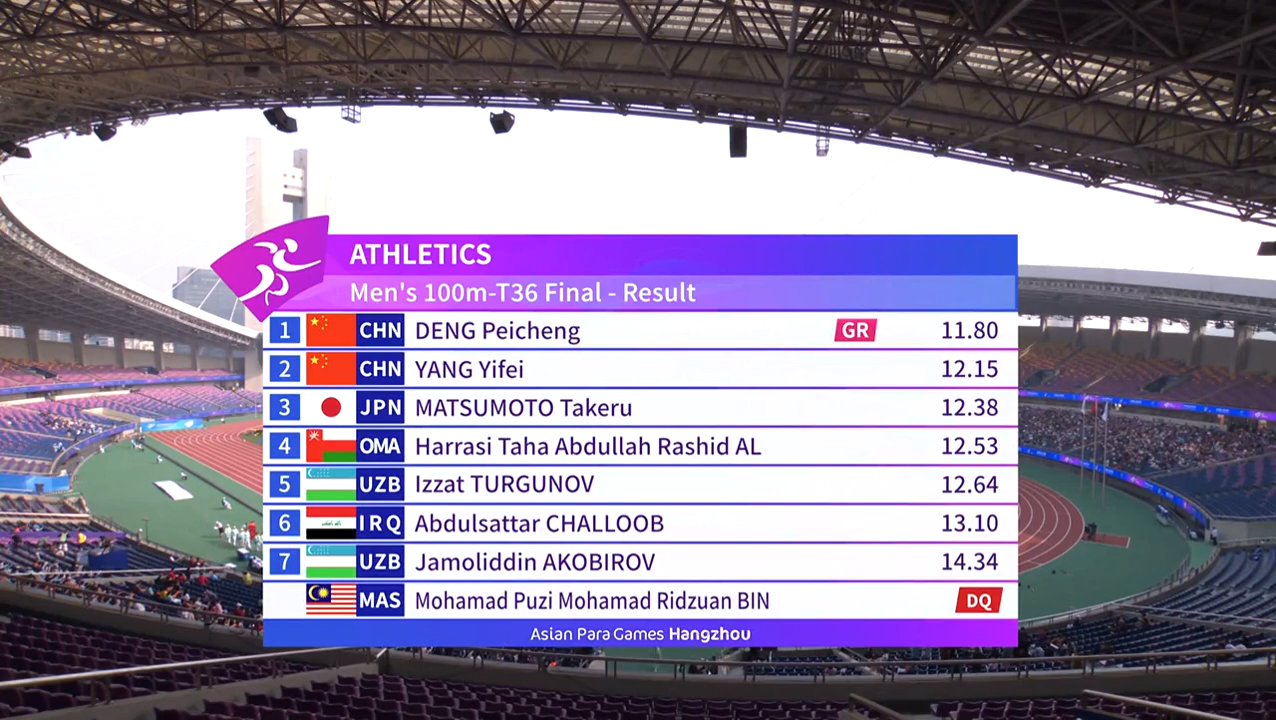 ATHLETICS
Men's 100m-T36 Final - Result
1 CHN DENG Peicheng GR 11.80
2 CHN YANG Yifei 12.15
3 JPN MATSUMOTO Takeru 12.38
4 OMA Harrasi Taha Abdullah Rashid AL 12.53
5 UZB Izzat TURGUNOV 12.64
6 IRQ Abdulsattar CHALLOOB 13.10
7 UZB Jamoliddin AKOBIROV 14.34
MAS Mohamad Puzi Mohamad Ridzuan BIN DQ
Asian Para Games Hangzhou